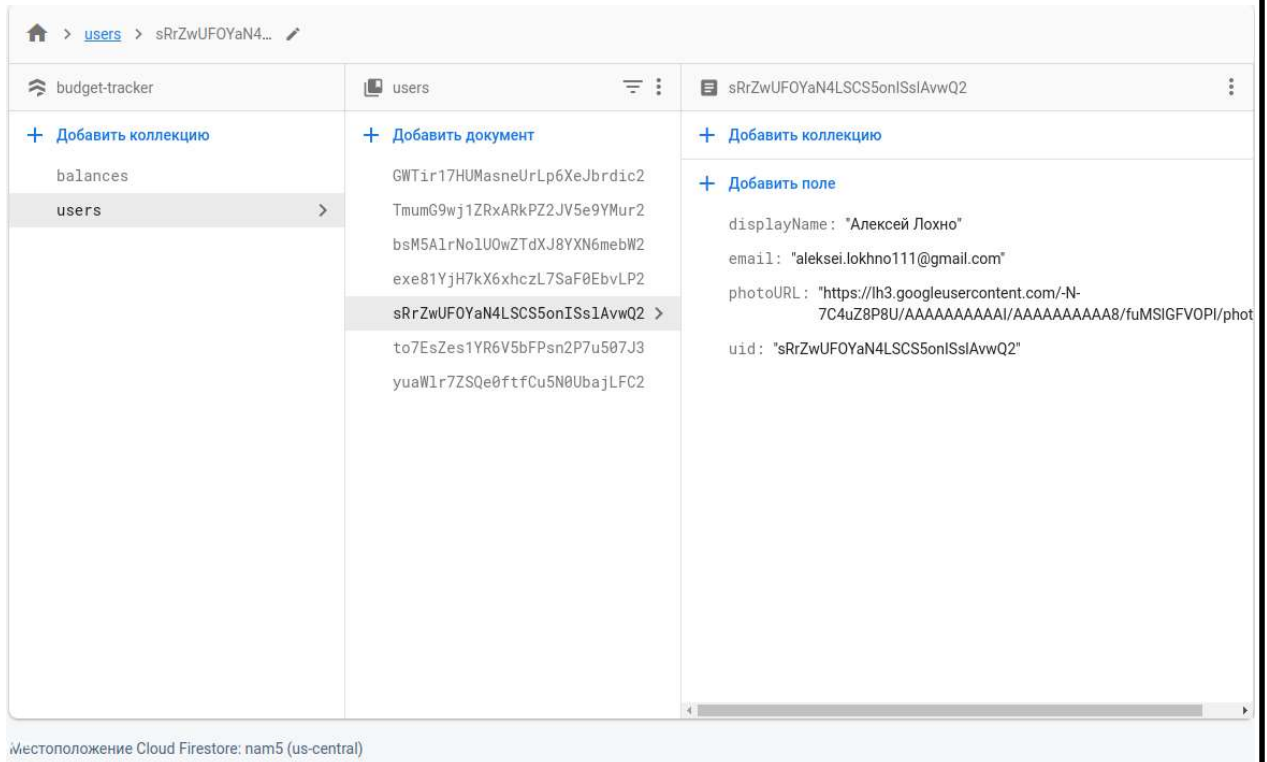 users
sRrZwUFOYaN4...
budget-tracker
users
sRrZwUFOYaN4LSCS5onISslAvwQ2
Добавить коллекцию
Добавить документ
Добавить коллекцию
balances
users
GWTir17HUMasneUrLp6XeJbrdic2
TmumG9wj1ZRxARkPZ2JV5e9YMur2
bsM5AlrNolUOwZTdXJ8YXN6mebW2
exe81YjH7kX6xhczL7SaF0EbvLP2
sRrZwUFOYaN4LSCS5onISslAvwQ2
to7EsZes1YR6V5bFPsn2P7u507J3
yuaWlr7ZSQe0ftfCu5N0UbajLFC2
Добавить поле
displayName: "Алексей Лохно"
email: "aleksei.lokhno111@gmail.com"
photoURL: "https://lh3.googleusercontent.com/-N-
7C4uZ8P8U/AAAAAAAAAAI/AAAAAAAAAA8/fuMSIGFVOPI/phot
uid: "sRrZwUFOYaN4LSCS5onISslAvwQ2"
Местоположение Cloud Firestore: nam5 (us-central)